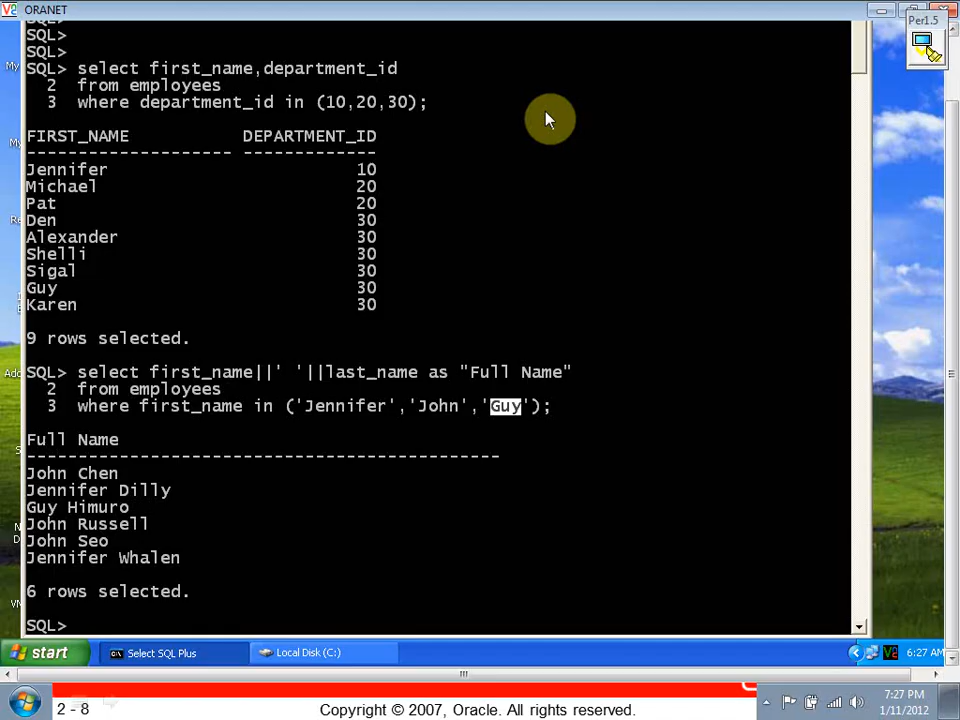 ORANET
Per1.5
SQL>
SQL>
SQL>
SQL> select first_name,department_id
2 from employees
3 where department_id in (10,20,30);
FIRST_NAME DEPARTMENT_ID
-------------------- -------------
Jennifer 10
Michael 20
Pat 20
Den 30
Alexander 30
Shelli 30
Sigal 30
Guy 30
Karen 30
9 rows selected.
SQL> select first_name||' '||last_name as "Full Name"
2 from employees
3 where first_name in ('Jennifer','John','Guy');
Full Name
----------------------------------------------
John Chen
Jennifer Dilly
Guy Himuro
John Russell
John Seo
Jennifer Whalen
6 rows selected.
SQL>
start
Select SQL Plus
Local Disk (C:)
6:27 AM
2 - 8
Copyright © 2007, Oracle. All rights reserved.
7:27 PM
1/11/2012